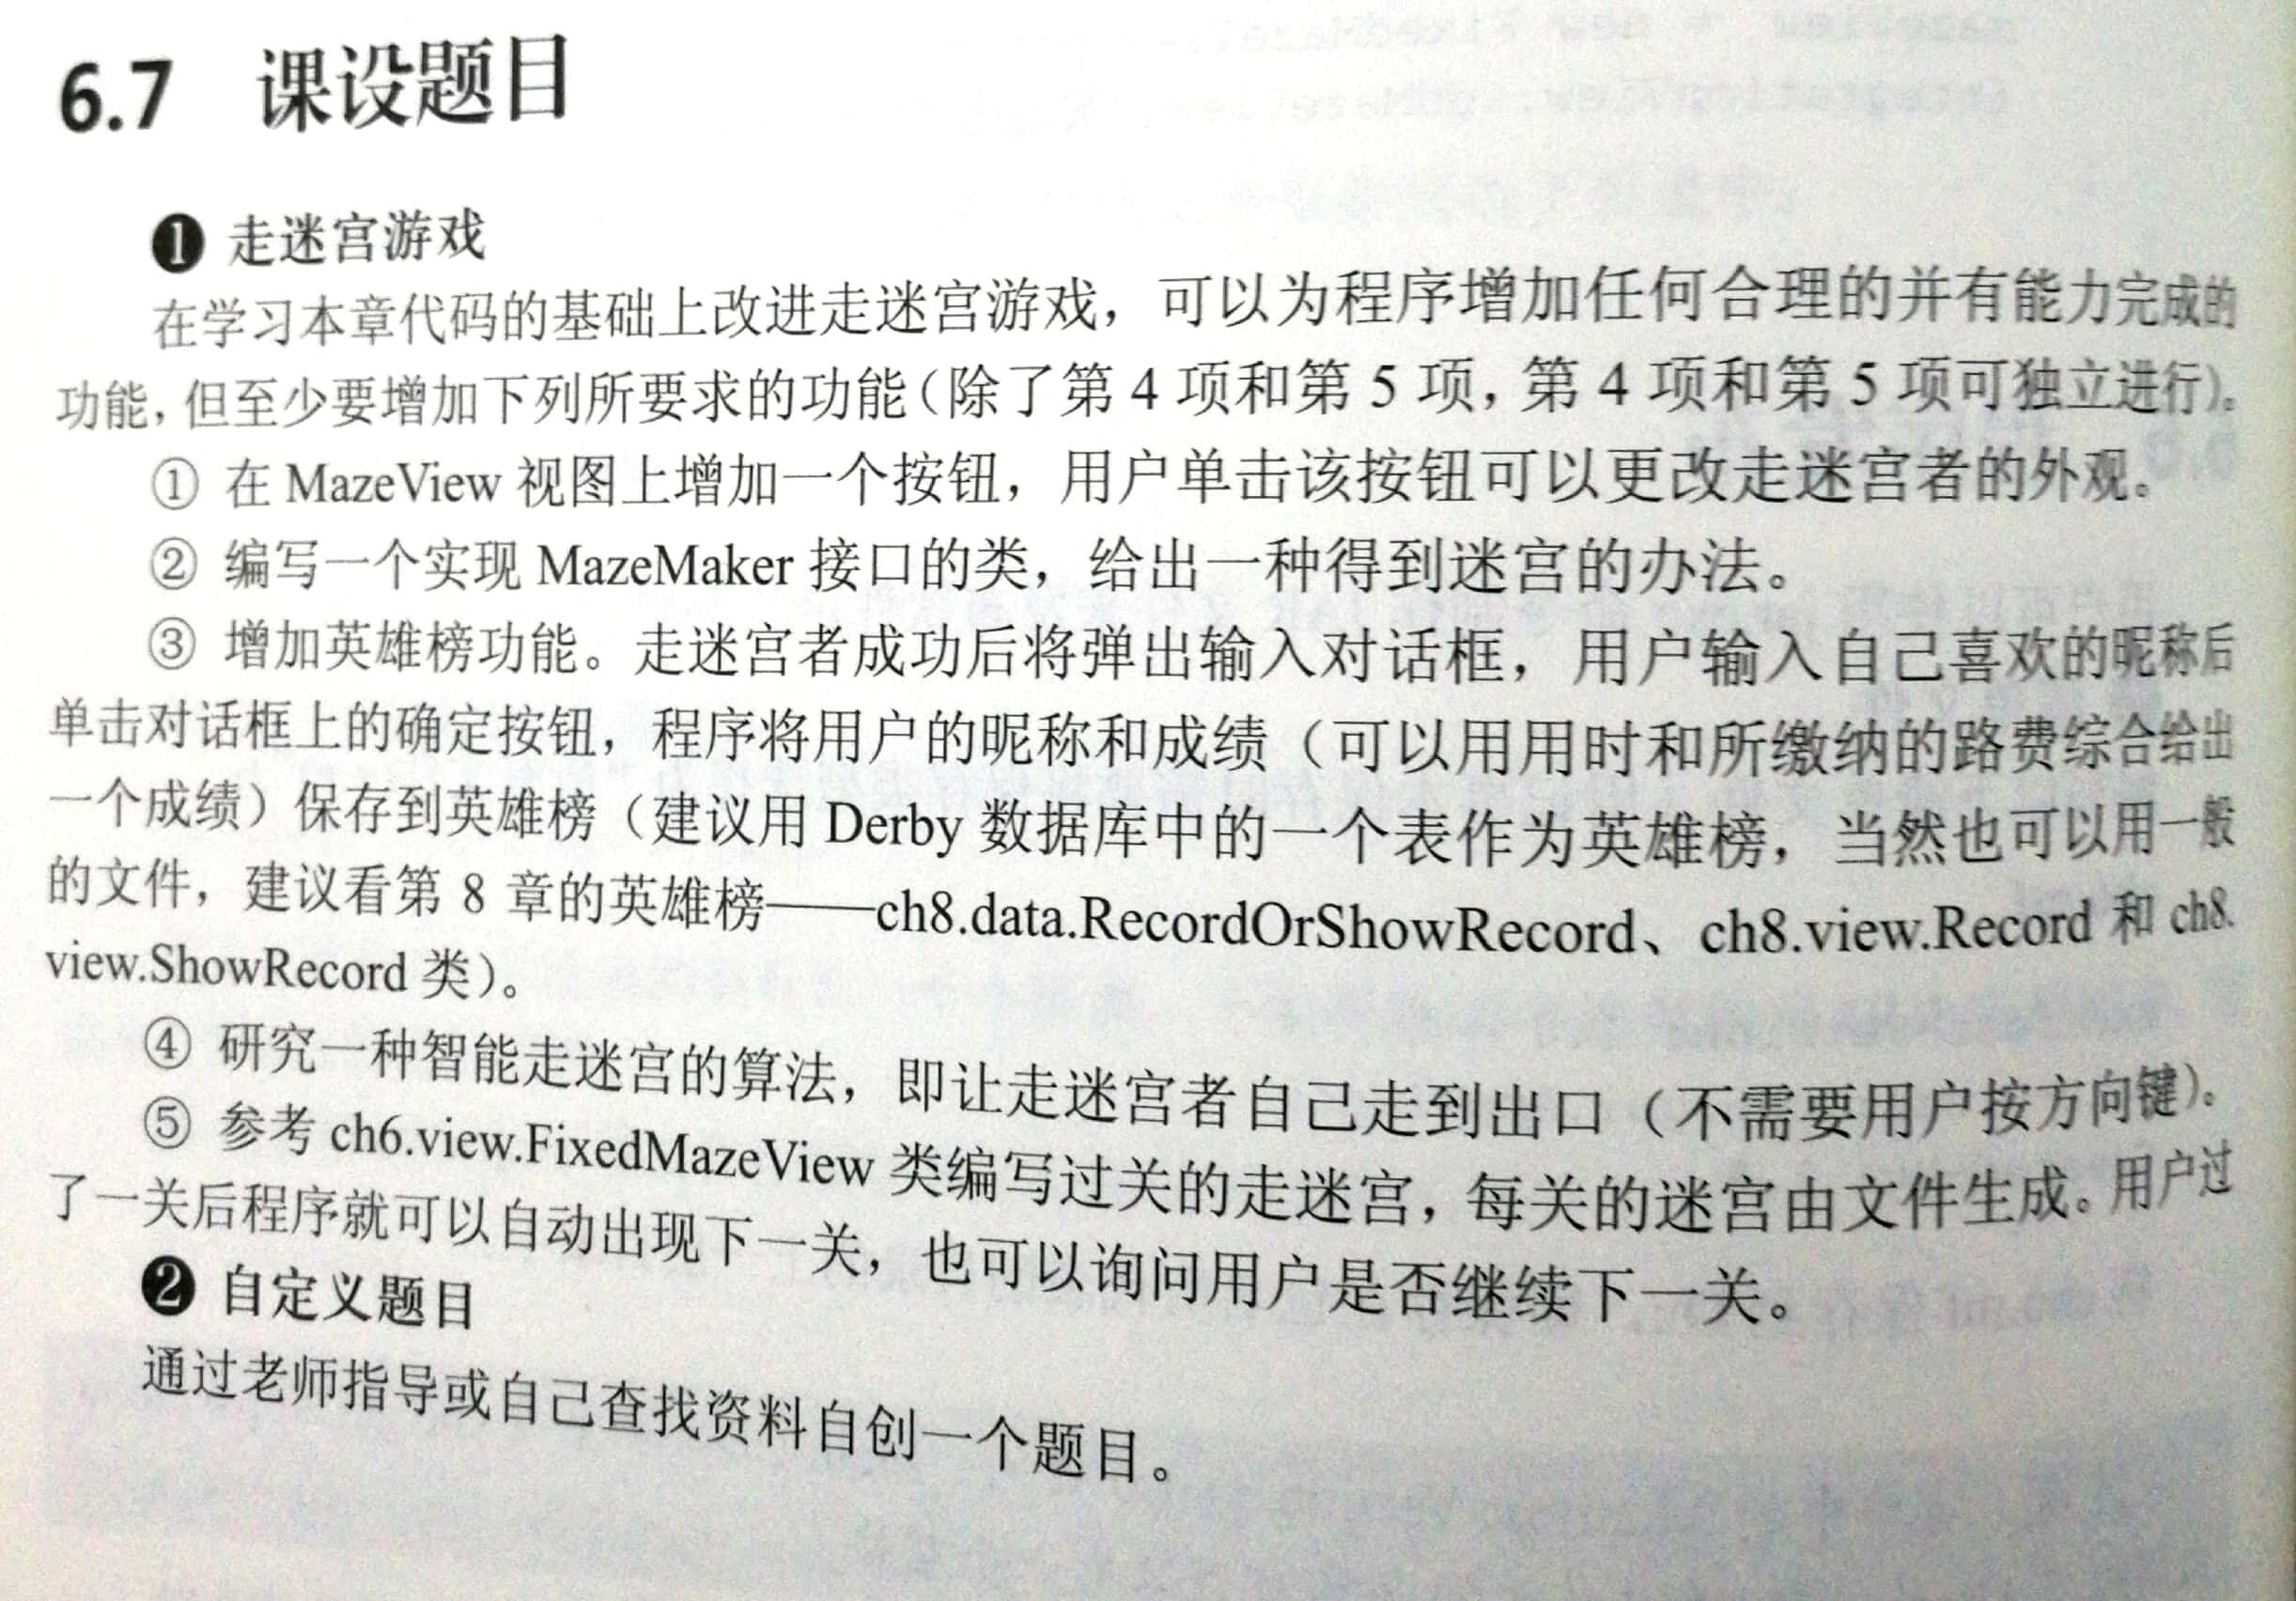 6.7 课设题目
❶ 走迷宫游戏
在学习本章代码的基础上改进走迷宫游戏，可以为程序增加任何合理的并有能力完成的
功能，但至少要增加下列所要求的功能（除了第 4 项和第 5 项，第 4 项和第 5 项可独立进行）。
① 在 MazeView 视图上增加一个按钮，用户单击该按钮可以更改走迷宫者的外观。
② 编写一个实现 MazeMaker 接口的类，给出一种得到迷宫的办法。
③ 增加英雄榜功能。走迷宫者成功后将弹出输入对话框，用户输入自己喜欢的昵称后
单击对话框上的确定按钮，程序将用户的昵称和成绩（可以用用时和所缴纳的路费综合给出
一个成绩）保存到英雄榜（建议用 Derby 数据库中的一个表作为英雄榜，当然也可以用一般
的文件，建议看第 8 章的英雄榜——ch8.data.RecordOrShowRecord、ch8.view.Record 和 ch8.
view.ShowRecord 类）。
④ 研究一种智能走迷宫的算法，即让走迷宫者自己走到出口（不需要用户按方向键）。
⑤ 参考 ch6.view.FixedMazeView 类编写过关的走迷宫，每关的迷宫由文件生成。用户过
了一关后程序就可以自动出现下一关，也可以询问用户是否继续下一关。
❷ 自定义题目
通过老师指导或自己查找资料自创一个题目。